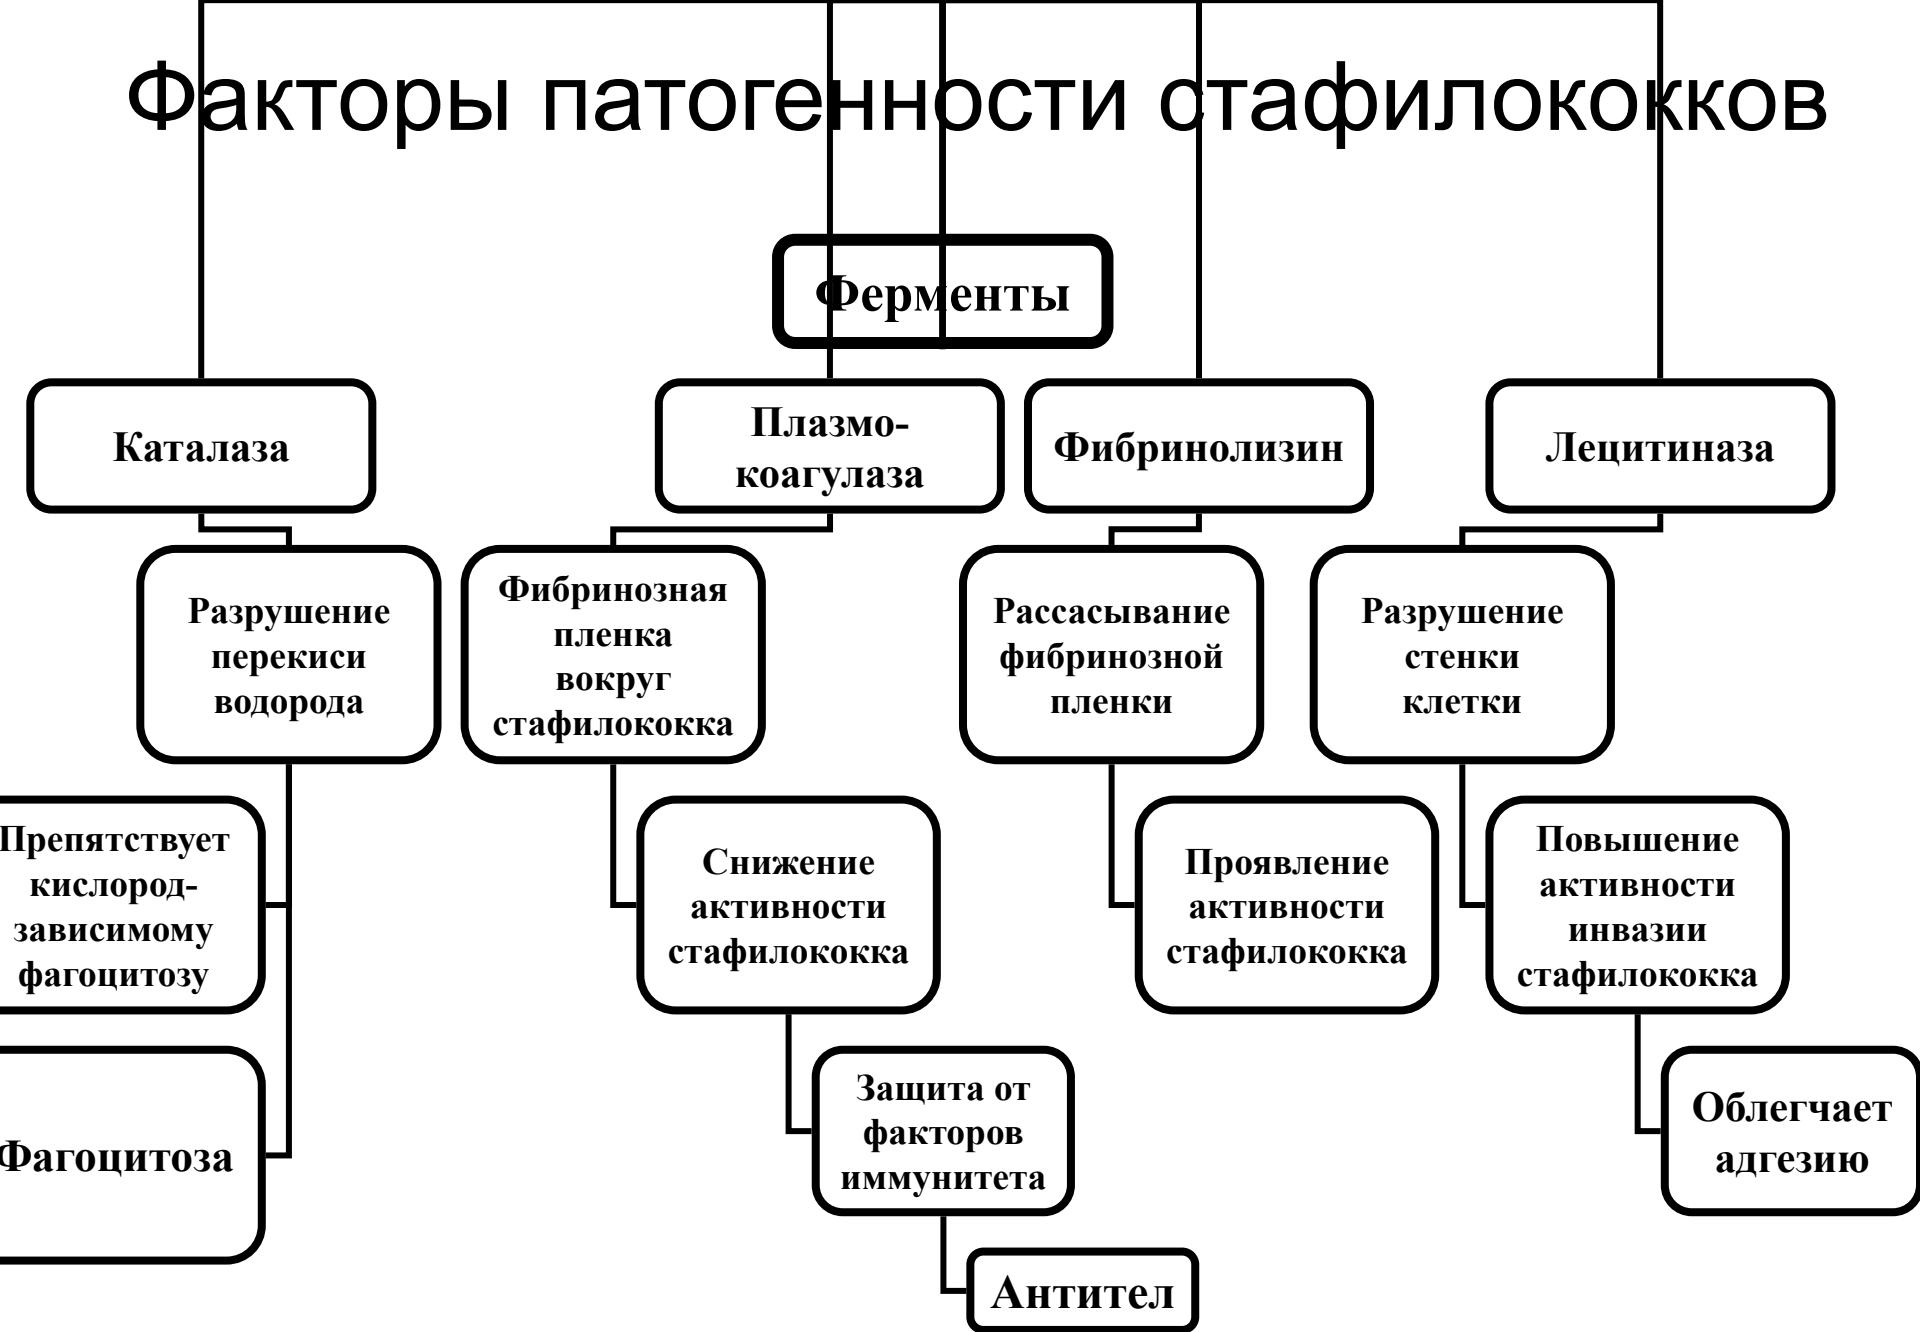 Факторы патогенности стафилококков
Ферменты
Каталаза
Плазмо-
коагулаза
Фибринолизин
Лецитиназа
Разрушение
перекиси
водорода
Фибринозная
пленка
вокруг
стафилококка
Рассасывание
фибринозной
пленки
Разрушение
стенки
клетки
Препятствует
кислород-
зависимому
фагоцитозу
Снижение
активности
стафилококка
Проявление
активности
стафилококка
Повышение
активности
инвазии
стафилококка
Фагоцитоза
Защита от
факторов
иммунитета
Облегчает
адгезию
Антител